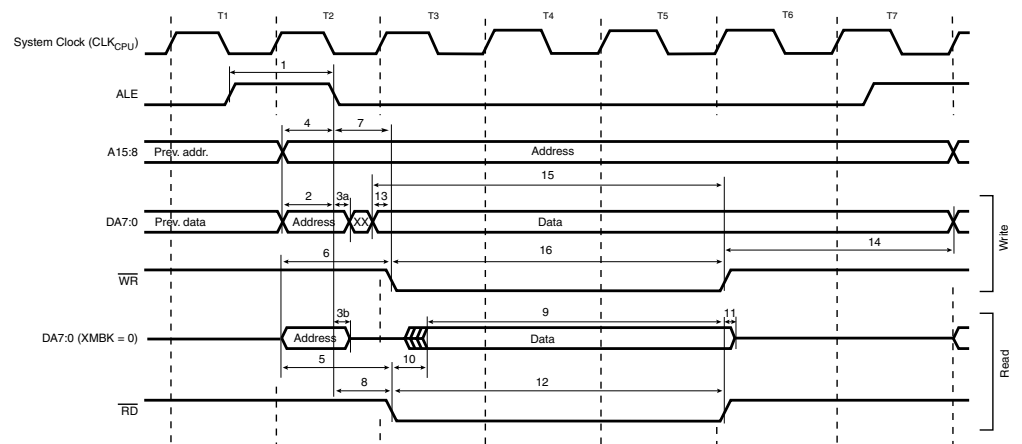 T1 T2 T3 T4 T5 T6 T7
System Clock (CLKCPU)
1
ALE
4 7
A15:8 Prev. addr. Address
15
2 3a 13
DA7:0 Prev. data Address XX Data
14
6 16
WR
Write
3b 9 11
DA7:0 (XMBK = 0) Address Data
5 10
8 12
RD
Read